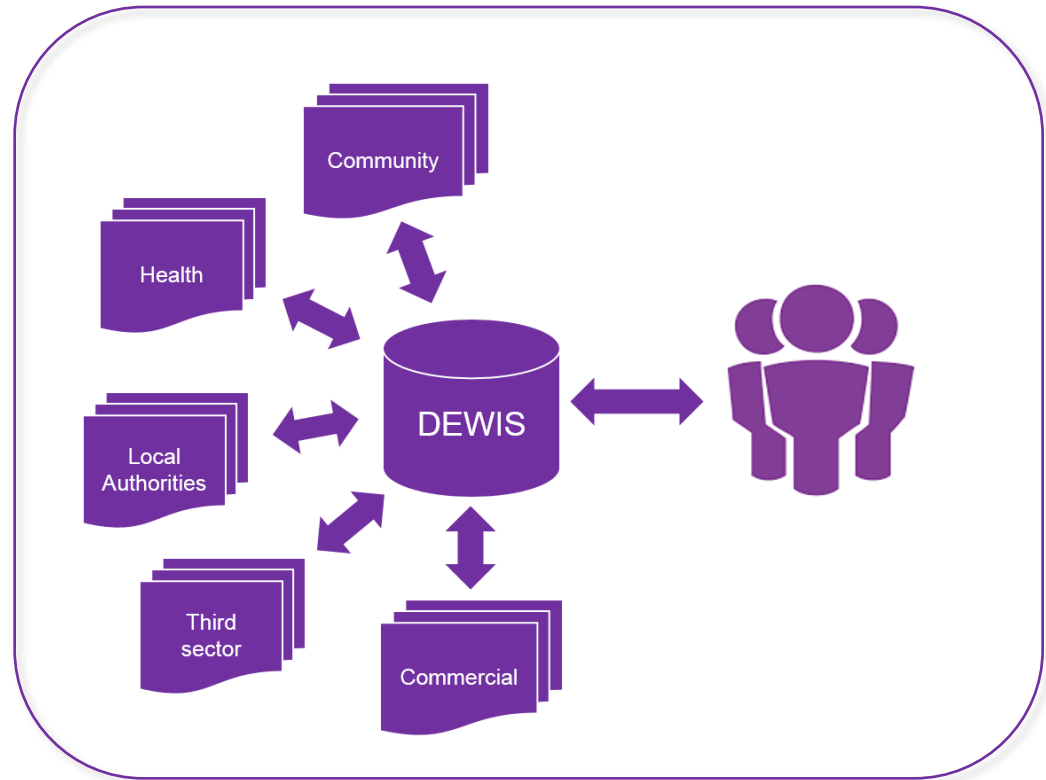 Community
Health
DEWIS
Local
Authorities
Third
sector
Commercial